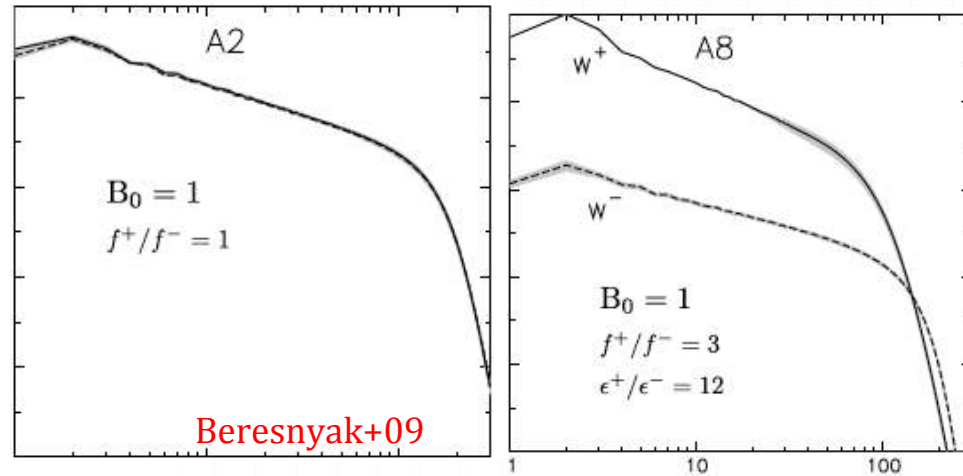 A2
B₀ = 1
f⁺/f⁻ = 1
Beresnyak+09
A8
w⁺
w⁻
B₀ = 1
f⁺/f⁻ = 3
ϵ⁺/ϵ⁻ = 12
1 10 100